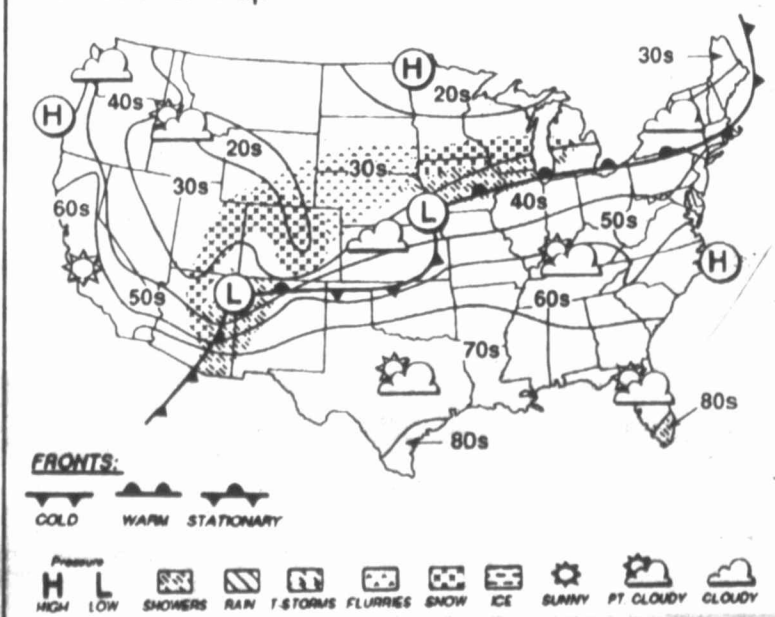 30s
H
20s
40s
H
20s
30s
30s
40s
60s
L
50s
H
50s
L
60s
70s
80s
80s
FRONTS:
COLD WARM STATIONARY
Pressure
H L
HIGH LOW SHOWERS RAIN T-STORMS FLURRIES SNOW ICE SUNNY PT. CLOUDY CLOUDY